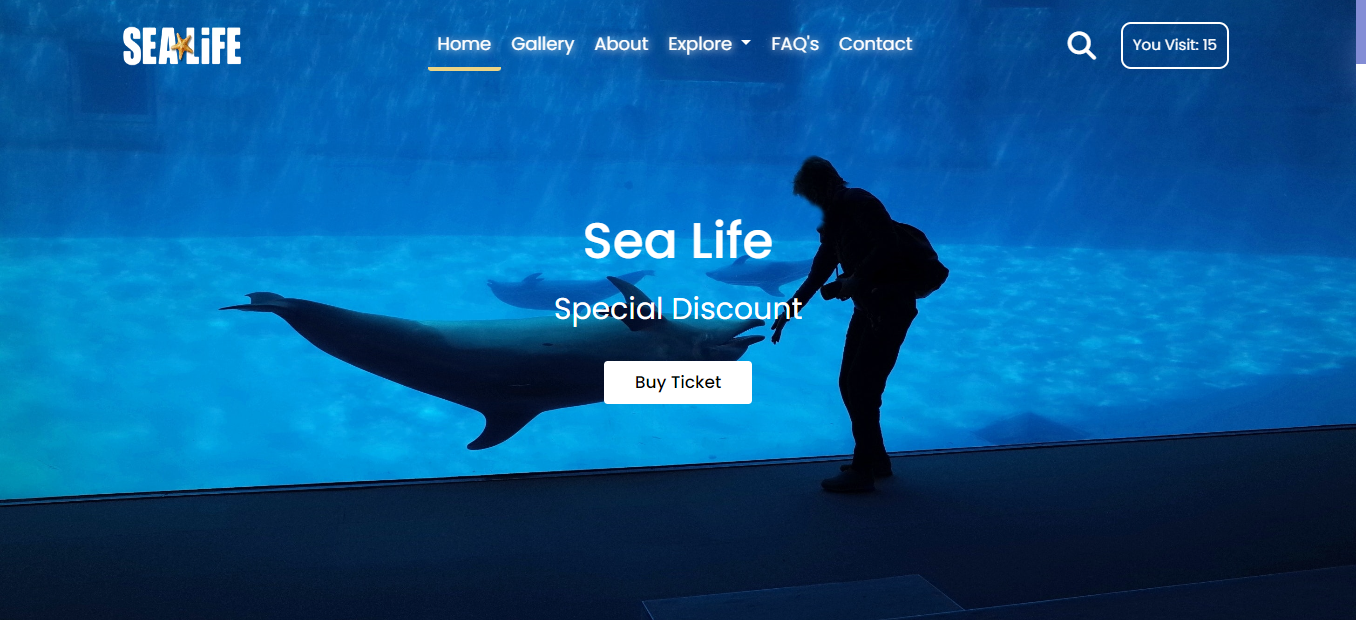 SEA LiFE
Home Gallery About Explore FAQ's Contact
You Visit: 15
Sea Life
Special Discount
Buy Ticket